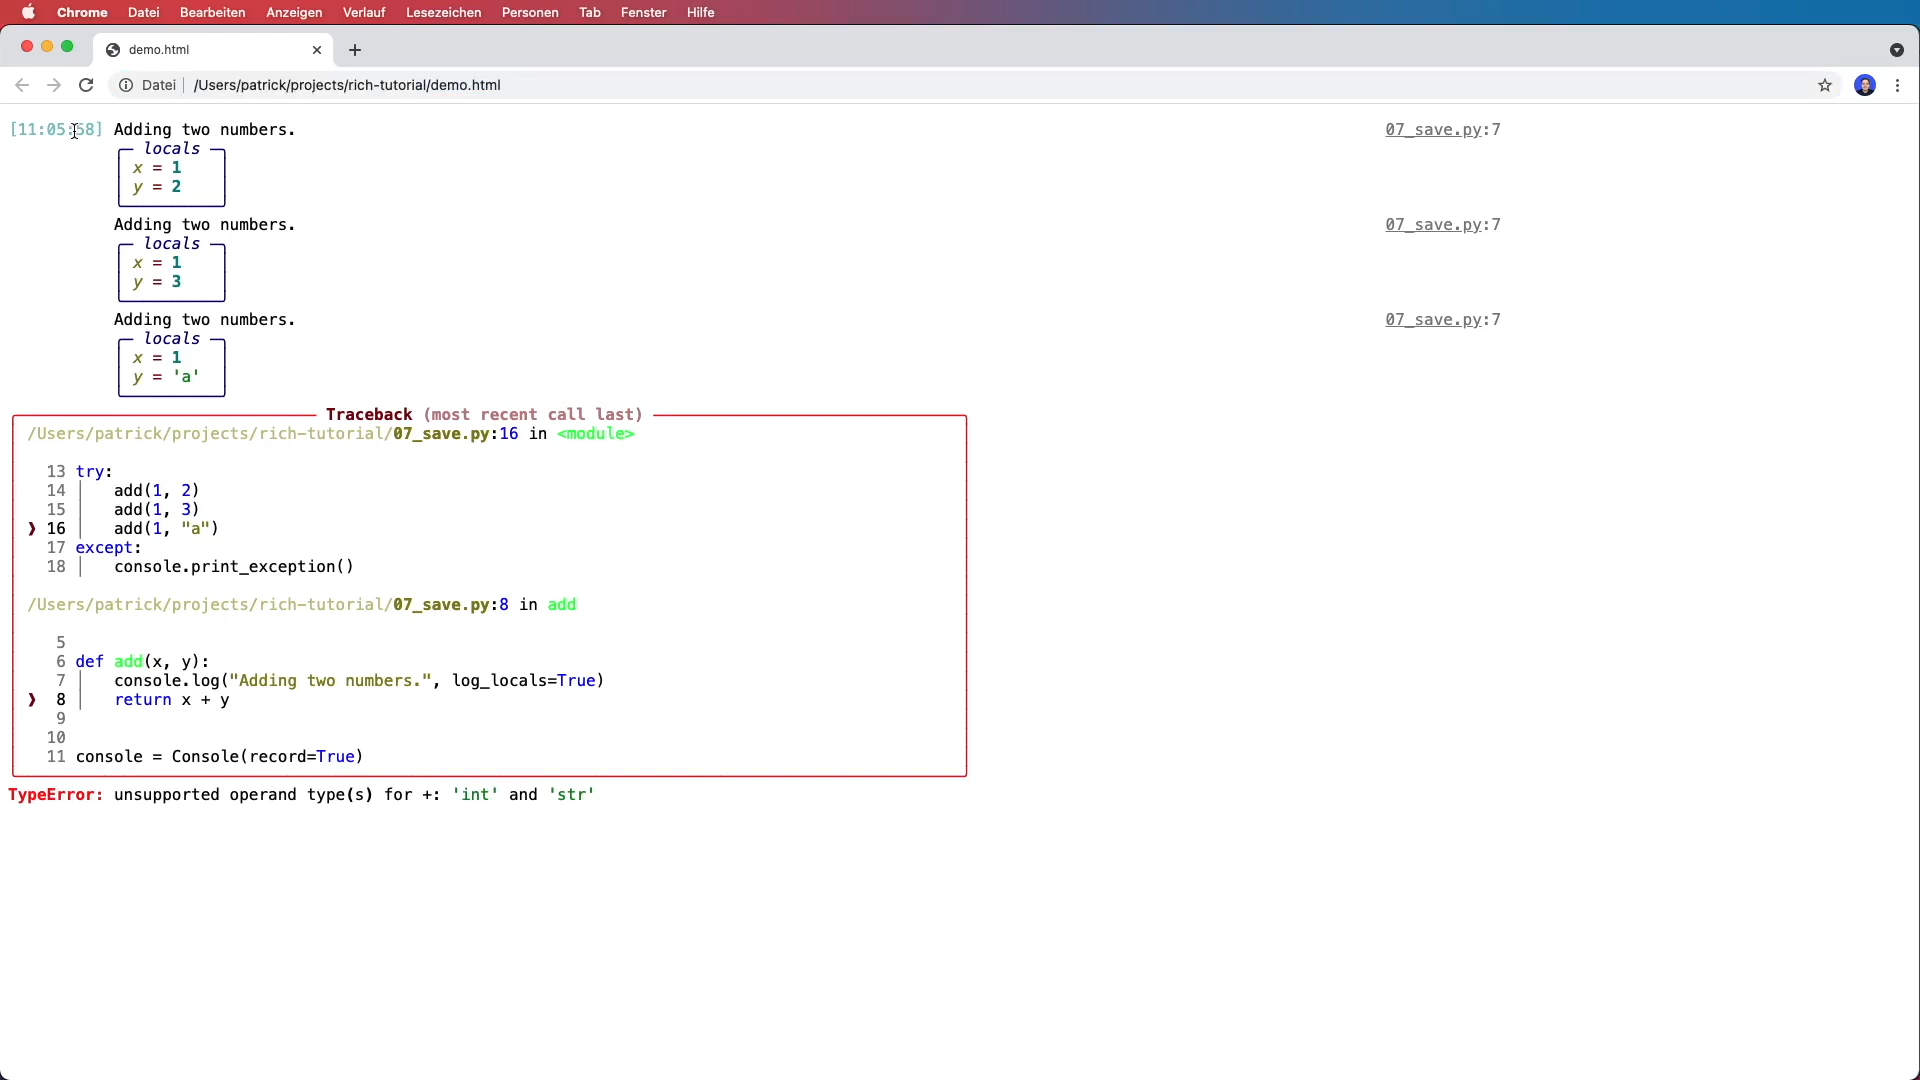 Chrome Datei Bearbeiten Anzeigen Verlauf Lesezeichen Personen Tab Fenster Hilfe
demo.html
Datei /Users/patrick/projects/rich-tutorial/demo.html
[11:05:58] Adding two numbers. 07_save.py:7
locals
x = 1
y = 2
Adding two numbers. 07_save.py:7
locals
x = 1
y = 3
Adding two numbers. 07_save.py:7
locals
x = 1
y = 'a'
Traceback (most recent call last)
/Users/patrick/projects/rich-tutorial/07_save.py:16 in <module>
13 try:
14 add(1, 2)
15 add(1, 3)
❱ 16 add(1, "a")
17 except:
18 console.print_exception()
/Users/patrick/projects/rich-tutorial/07_save.py:8 in add
5
6 def add(x, y):
7 console.log("Adding two numbers.", log_locals=True)
❱ 8 return x + y
9
10
11 console = Console(record=True)
TypeError: unsupported operand type(s) for +: 'int' and 'str'